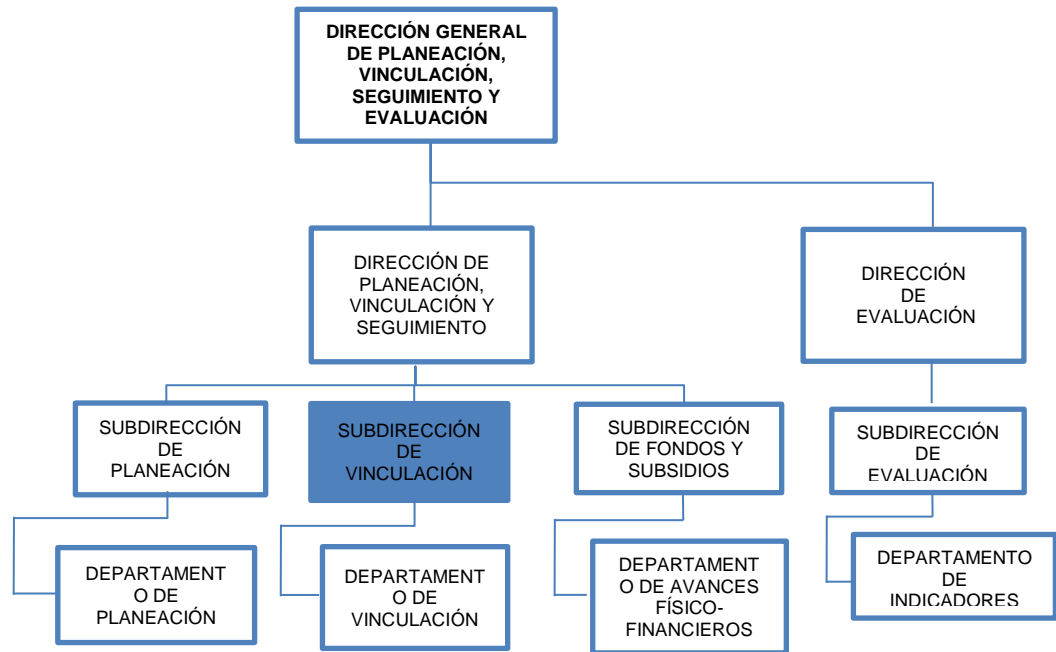 DIRECCIÓN GENERAL
DE PLANEACIÓN,
VINCULACIÓN,
SEGUIMIENTO Y
EVALUACIÓN
DIRECCIÓN DE
PLANEACIÓN,
VINCULACIÓN Y
SEGUIMIENTO
DIRECCIÓN
DE
EVALUACIÓN
SUBDIRECCIÓN
DE
PLANEACIÓN
SUBDIRECCIÓN
DE
VINCULACIÓN
SUBDIRECCIÓN
DE FONDOS Y
SUBSIDIOS
SUBDIRECCIÓN
DE
EVALUACIÓN
DEPARTAMENT
O DE
PLANEACIÓN
DEPARTAMENT
O DE
VINCULACIÓN
DEPARTAMENT
O DE AVANCES
FÍSICO-
FINANCIEROS
DEPARTAMENTO
DE
INDICADORES